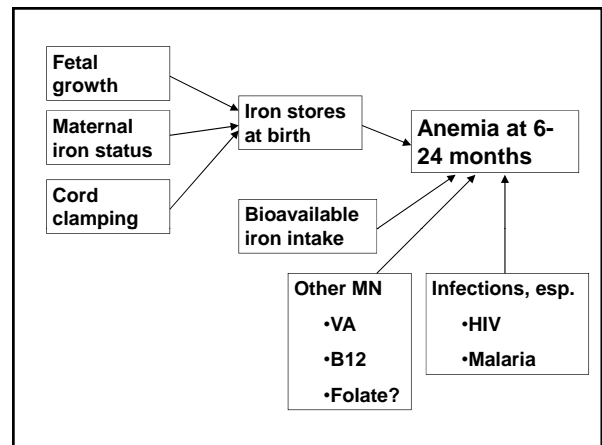 Fetal
growth
Maternal
iron status
Cord
clamping
Iron stores
at birth
Anemia at 6-
24 months
Bioavailable
iron intake
Other MN
•VA
•B12
•Folate?
Infections, esp.
•HIV
•Malaria